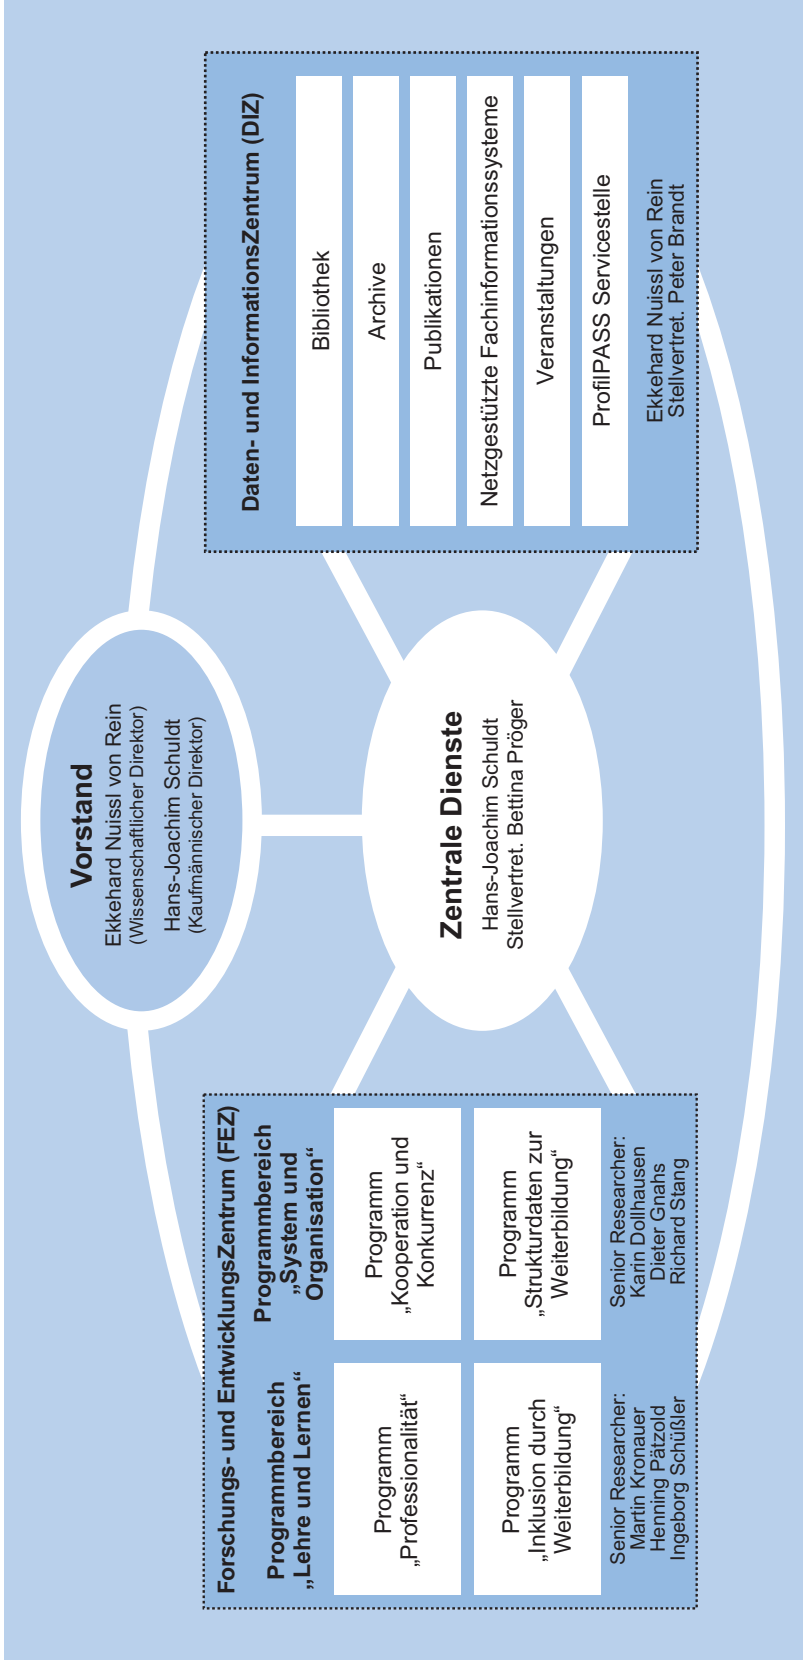 Vorstand
Ekkehard Nuissl von Rein
(Wissenschaftlicher Direktor)
Hans-Joachim Schuldt
(Kaufmännischer Direktor)
Forschungs- und EntwicklungsZentrum (FEZ)
Programmbereich
„Lehre und Lernen“
Programm
„Professionalität“
Programm
„Inklusion durch
Weiterbildung“
Senior Researcher:
Martin Kronauer
Henning Pätzold
Ingeborg Schüßler
Programmbereich
„System und
Organisation“
Programm
„Kooperation und
Konkurrenz“
Programm
„Strukturdaten zur
Weiterbildung“
Senior Researcher:
Karin Dollhausen
Dieter Gnahs
Richard Stang
Zentrale Dienste
Hans-Joachim Schuldt
Stellvertret. Bettina Pröger
Daten- und InformationsZentrum (DIZ)
Bibliothek
Archive
Publikationen
Netzgestützte Fachinformationssysteme
Veranstaltungen
ProfilPASS Servicestelle
Ekkehard Nuissl von Rein
Stellvertret. Peter Brandt